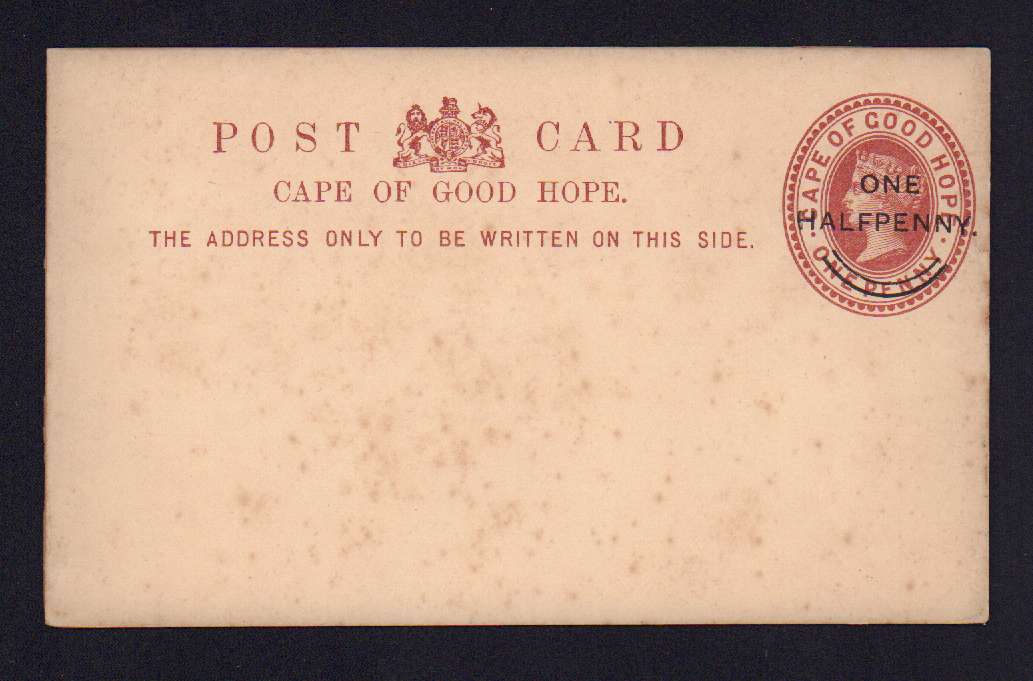 POST CARD
CAPE OF GOOD HOPE.
THE ADDRESS ONLY TO BE WRITTEN ON THIS SIDE.
CAPE OF GOOD HOPE
ONE
HALFPENNY.
ONE PENNY